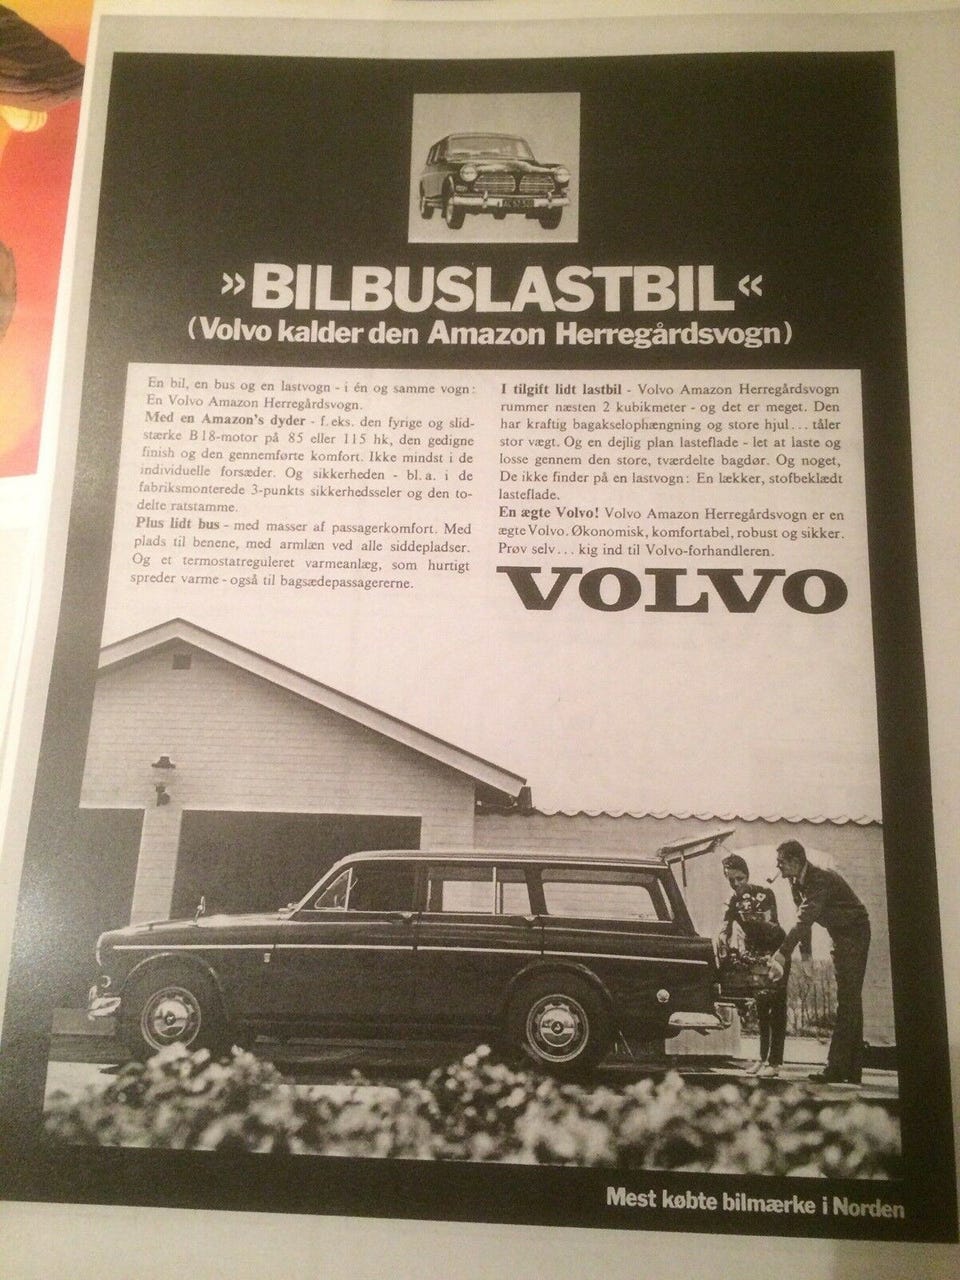 »BILBUSLASTBIL«
(Volvo kalder den Amazon Herregårdsvogn)
En bil, en bus og en lastvogn - i én og samme vogn:
En Volvo Amazon Herregårdsvogn.
Med en Amazon's dyder - f. eks. den fyrige og slid-
stærke B 18-motor på 85 eller 115 hk, den gedigne
finish og den gennemførte komfort. Ikke mindst i de
individuelle forsæder. Og sikkerheden - bl. a. i de
fabriksmonterede 3-punkts sikkerhedsseler og den to-
delte ratstamme.
Plus lidt bus - med masser af passagerkomfort. Med
plads til benene, med armlæn ved alle siddepladser.
Og et termostatreguleret varmeanlæg, som hurtigt
spreder varme - også til bagsædepassagererne.
I tilgift lidt lastbil - Volvo Amazon Herregårdsvogn
rummer næsten 2 kubikmeter - og det er meget. Den
har kraftig bagakselophængning og store hjul... tåler
stor vægt. Og en dejlig plan lasteflade - let at laste og
losse gennem den store, tværdelte bagdør. Og noget,
De ikke finder på en lastvogn: En lækker, stofbeklædt
lasteflade.
En ægte Volvo! Volvo Amazon Herregårdsvogn er en
ægte Volvo. Økonomisk, komfortabel, robust og sikker.
Prøv selv... kig ind til Volvo-forhandleren.
VOLVO
Mest købte bilmærke i Norden